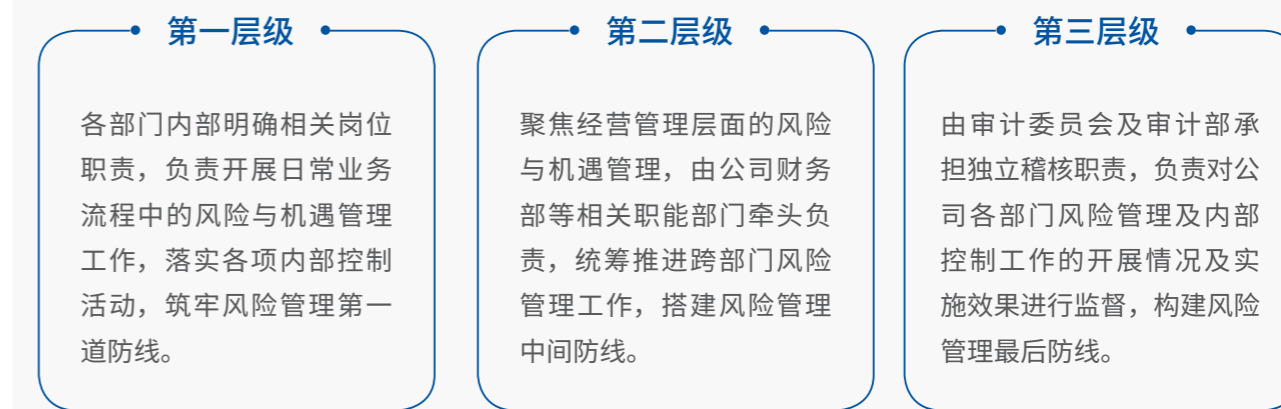 第一层级
各部门内部明确相关岗位
职责，负责开展日常业务
流程中的风险与机遇管理
工作，落实各项内部控制
活动，筑牢风险管理第一
道防线。
第二层级
聚焦经营管理层面的风险
与机遇管理，由公司财务
部等相关职能部门牵头负
责，统筹推进跨部门风险
管理工作，搭建风险管理
中间防线。
第三层级
由审计委员会及审计部承
担独立稽核职责，负责对公
司各部门风险管理及内部
控制工作的开展情况及实
施效果进行监督，构建风险
管理最后防线。